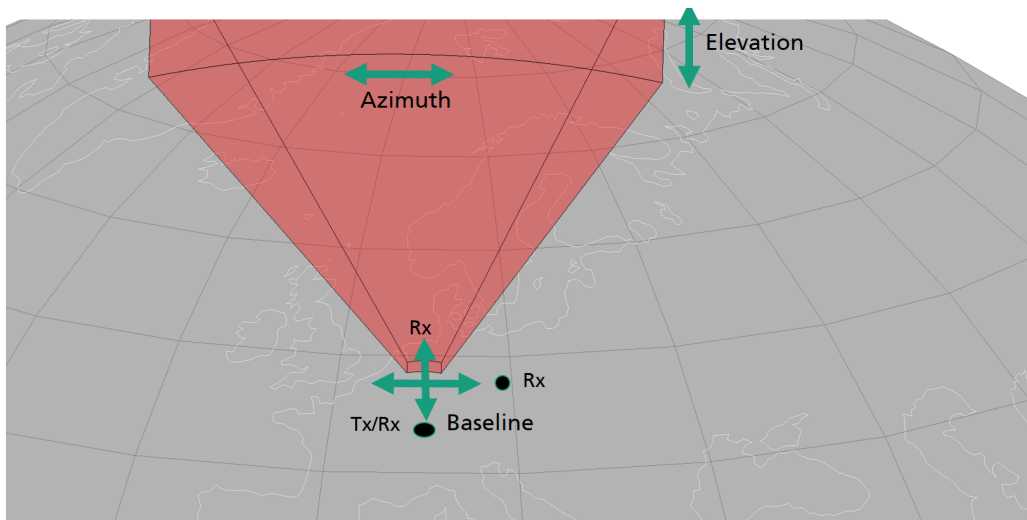 Elevation
Azimuth
Rx
Rx
Tx/Rx
Baseline